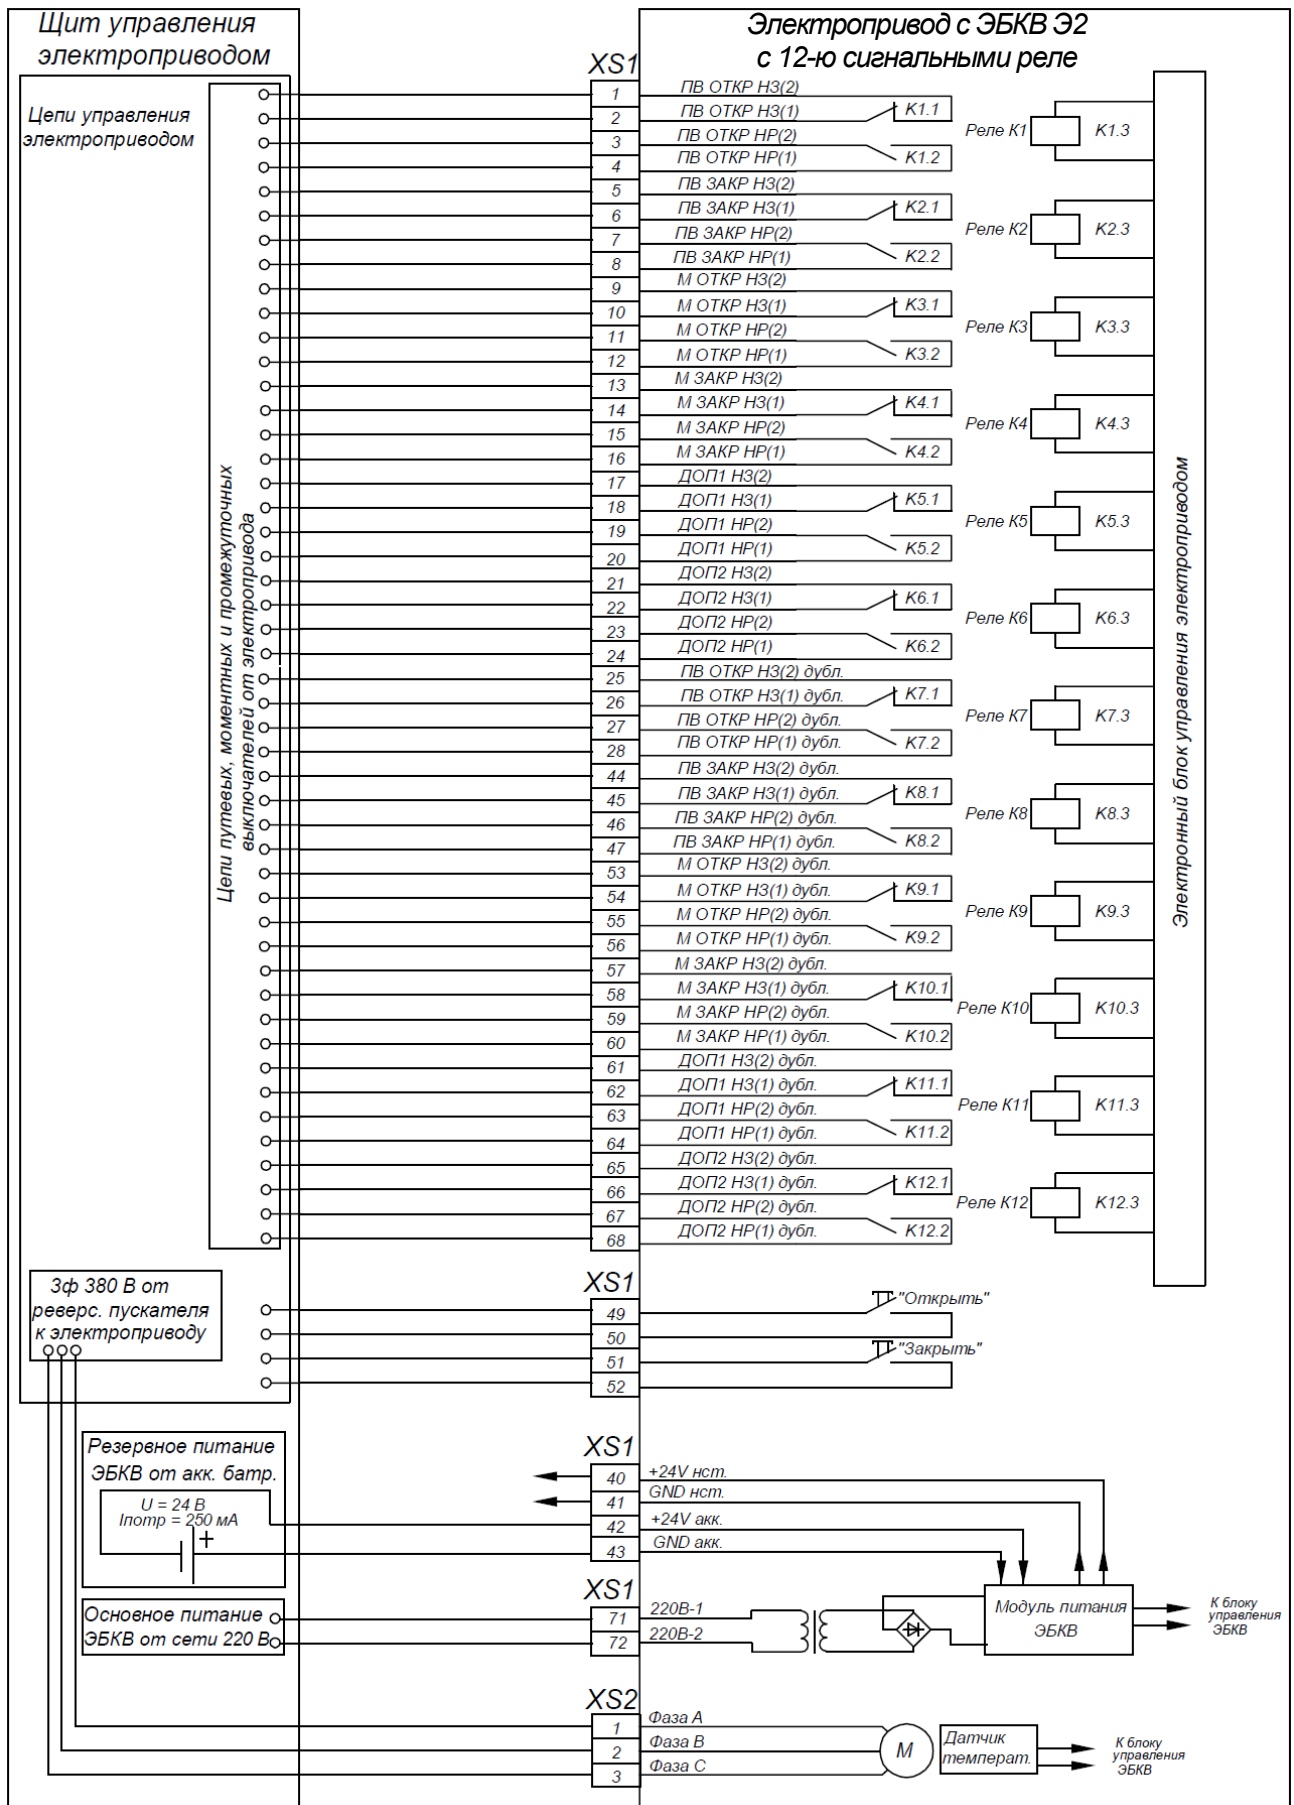 Щит управления
электроприводом
Электропривод с ЭБКВ Э2
с 12-ю сигнальными реле
Цепи управления
электроприводом
Цепи путевых, моментных и промежуточных
выключателей от электропривода
XS1
1 ПВ ОТКР НЗ(2)
2 ПВ ОТКР НЗ(1) K1.1
3 ПВ ОТКР НР(2)
4 ПВ ОТКР НР(1) K1.2
Реле К1 K1.3
5 ПВ ЗАКР НЗ(2)
6 ПВ ЗАКР НЗ(1) K2.1
7 ПВ ЗАКР НР(2)
8 ПВ ЗАКР НР(1) K2.2
Реле К2 K2.3
9 М ОТКР НЗ(2)
10 М ОТКР НЗ(1) K3.1
11 М ОТКР НР(2)
12 М ОТКР НР(1) K3.2
Реле К3 K3.3
13 М ЗАКР НЗ(2)
14 М ЗАКР НЗ(1) K4.1
15 М ЗАКР НР(2)
16 М ЗАКР НР(1) K4.2
Реле К4 K4.3
17 ДОП1 НЗ(2)
18 ДОП1 НЗ(1) K5.1
19 ДОП1 НР(2)
20 ДОП1 НР(1) K5.2
Реле К5 K5.3
21 ДОП2 НЗ(2)
22 ДОП2 НЗ(1) K6.1
23 ДОП2 НР(2)
24 ДОП2 НР(1) K6.2
Реле К6 K6.3
25 ПВ ОТКР НЗ(2) дубл.
26 ПВ ОТКР НЗ(1) дубл. K7.1
27 ПВ ОТКР НР(2) дубл.
28 ПВ ОТКР НР(1) дубл. K7.2
Реле К7 K7.3
44 ПВ ЗАКР НЗ(2) дубл.
45 ПВ ЗАКР НЗ(1) дубл. K8.1
46 ПВ ЗАКР НР(2) дубл.
47 ПВ ЗАКР НР(1) дубл. K8.2
Реле К8 K8.3
53 М ОТКР НЗ(2) дубл.
54 М ОТКР НЗ(1) дубл. K9.1
55 М ОТКР НР(2) дубл.
56 М ОТКР НР(1) дубл. K9.2
Реле К9 K9.3
57 М ЗАКР НЗ(2) дубл.
58 М ЗАКР НЗ(1) дубл. K10.1
59 М ЗАКР НР(2) дубл.
60 М ЗАКР НР(1) дубл. K10.2
Реле К10 K10.3
61 ДОП1 НЗ(2) дубл.
62 ДОП1 НЗ(1) дубл. K11.1
63 ДОП1 НР(2) дубл.
64 ДОП1 НР(1) дубл. K11.2
Реле К11 K11.3
65 ДОП2 НЗ(2) дубл.
66 ДОП2 НЗ(1) дубл. K12.1
67 ДОП2 НР(2) дубл.
68 ДОП2 НР(1) дубл. K12.2
Реле К12 K12.3
Электронный блок управления электроприводом
3ф 380 В от
реверс. пускателя
к электроприводу
XS1
49 "Открыть"
50
51 "Закрыть"
52
Резервное питание
ЭБКВ от акк. батр.
U = 24 В
Iпотр = 250 мА
+
XS1
40 +24V нст.
41 GND нст.
42 +24V акк.
43 GND акк.
Основное питание
ЭБКВ от сети 220 В
XS1
71 220В-1
72 220В-2
Модуль питания
ЭБКВ
К блоку
управления
ЭБКВ
XS2
1 Фаза А
2 Фаза В
3 Фаза С
М
Датчик
температ.
К блоку
управления
ЭБКВ